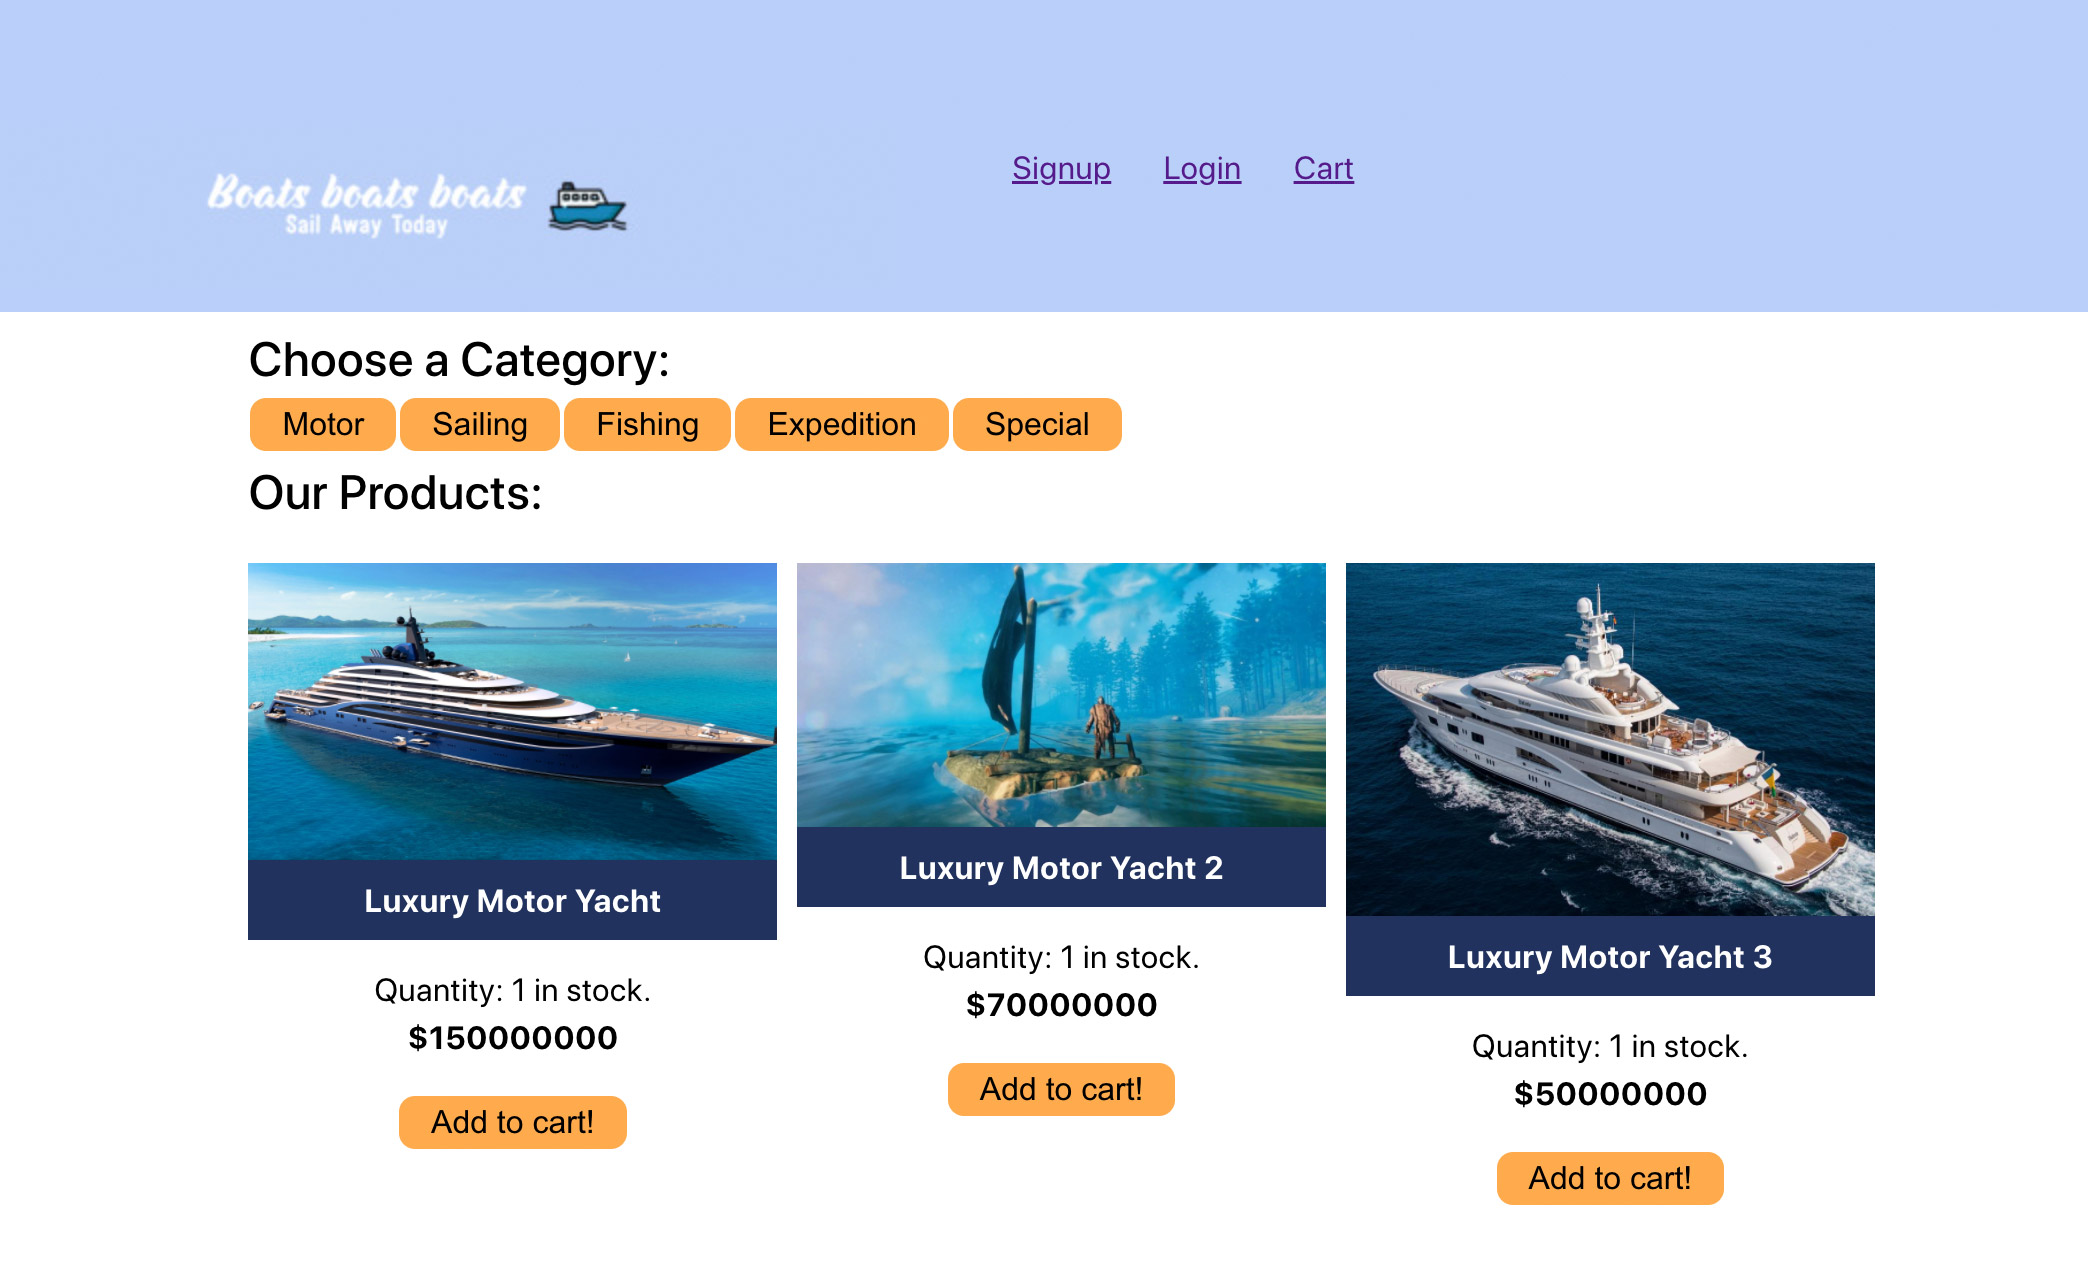 Boats boats boats
Sail Away Today
Signup Login Cart
Choose a Category:
Motor Sailing Fishing Expedition Special
Our Products:
Luxury Motor Yacht
Quantity: 1 in stock.
$150000000
Add to cart!
Luxury Motor Yacht 2
Quantity: 1 in stock.
$70000000
Add to cart!
Luxury Motor Yacht 3
Quantity: 1 in stock.
$50000000
Add to cart!